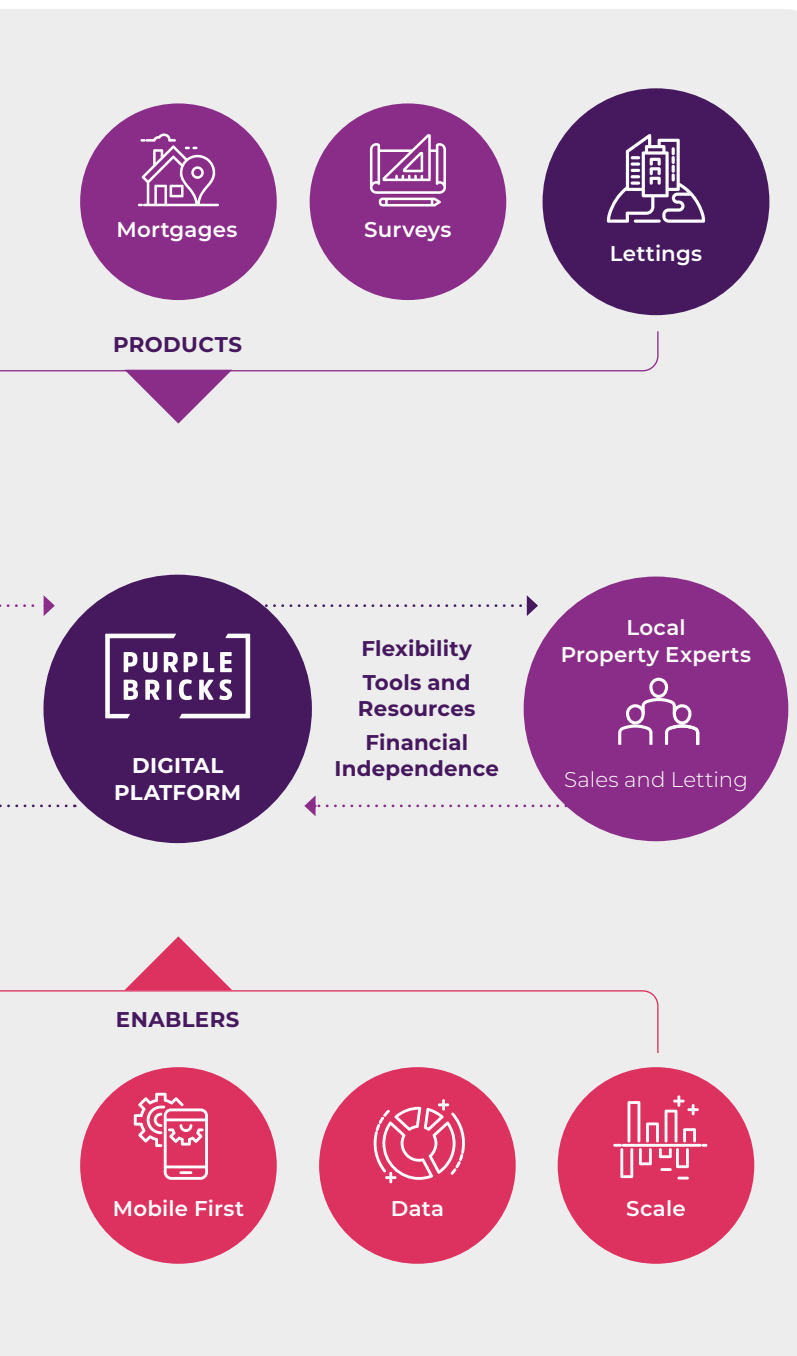 Mortgages
Surveys
Lettings
PRODUCTS
PURPLE
BRICKS
DIGITAL
PLATFORM
Flexibility
Tools and
Resources
Financial
Independence
Local
Property Experts
Sales and Letting
ENABLERS
Mobile First
Data
Scale